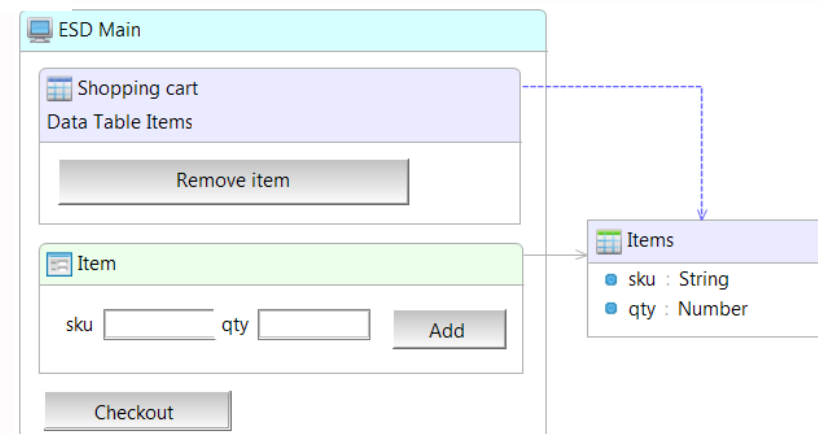 ESD Main
Shopping cart
Data Table Items
Remove item
Items
sku : String
qty : Number
Item
sku qty Add
Checkout